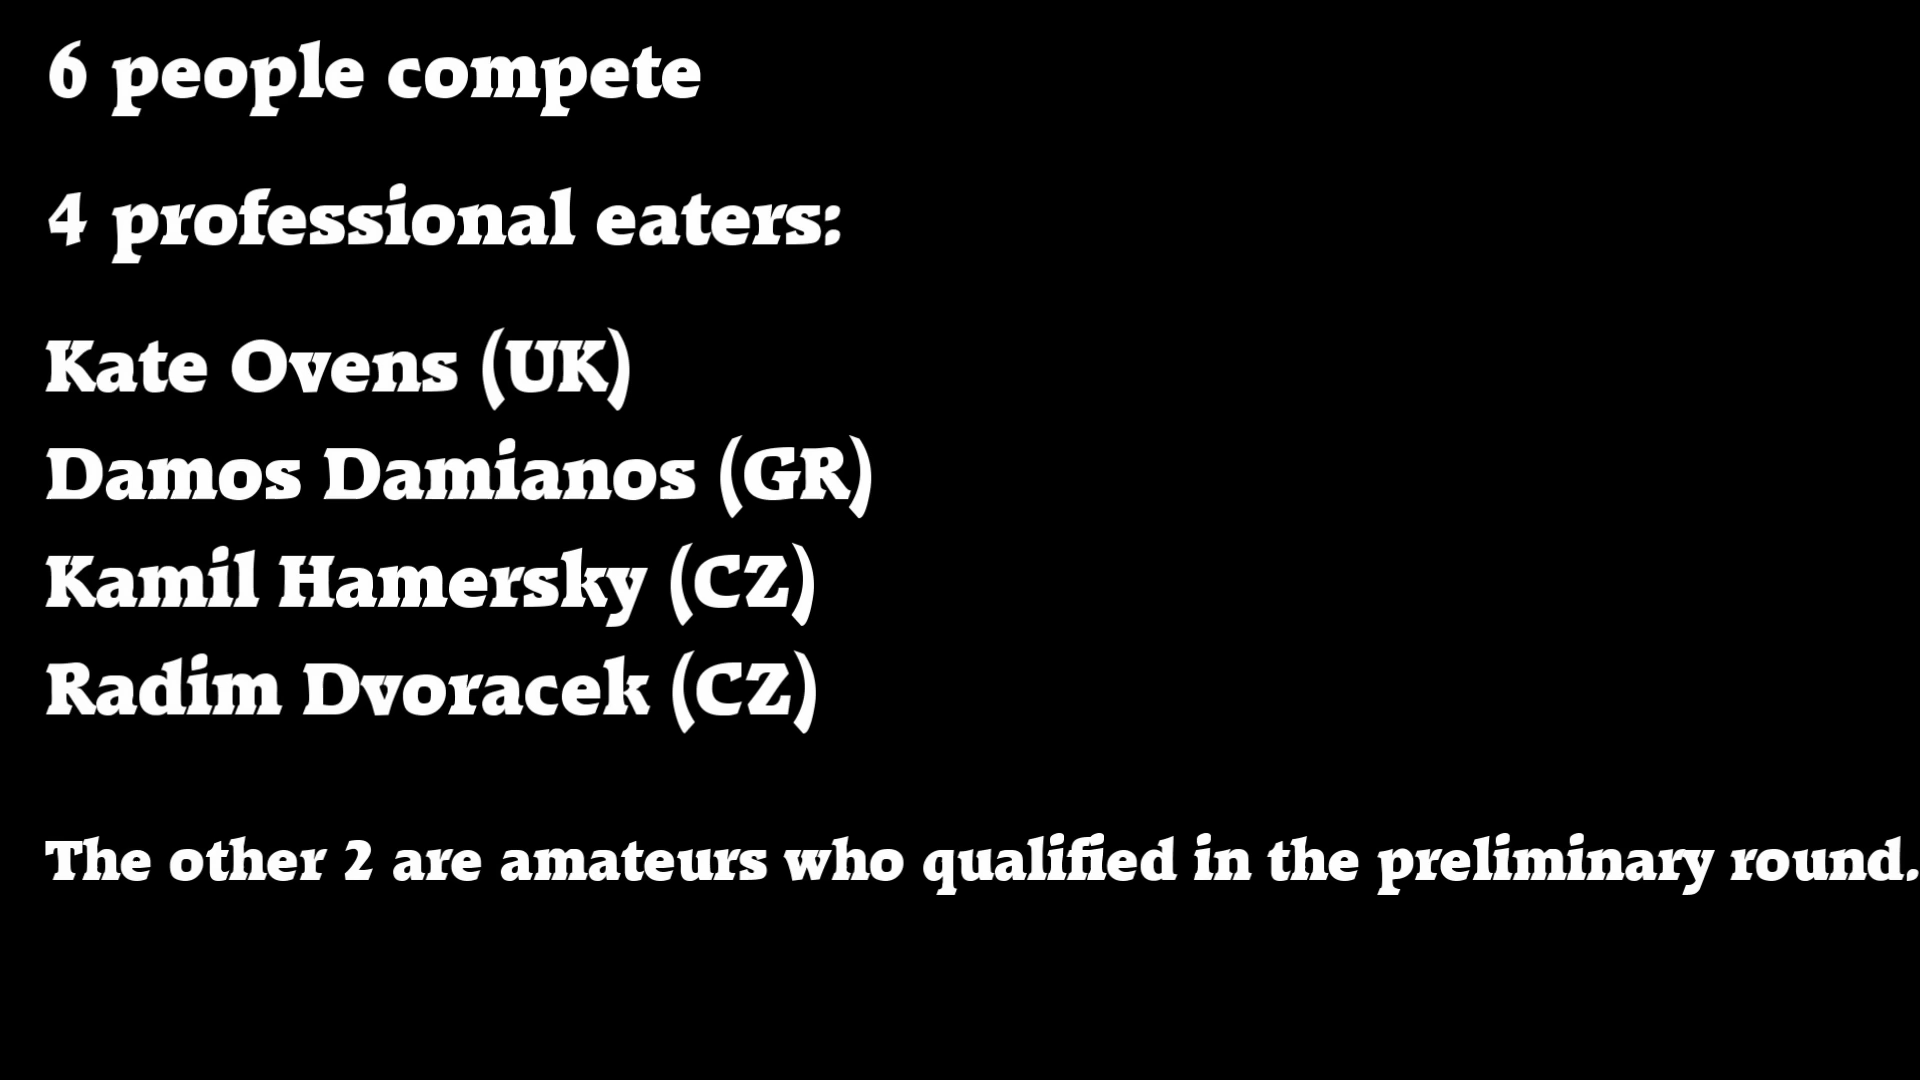 6 people compete
4 professional eaters:
Kate Ovens (UK)
Damos Damianos (GR)
Kamil Hamersky (CZ)
Radim Dvoracek (CZ)
The other 2 are amateurs who qualified in the preliminary round.